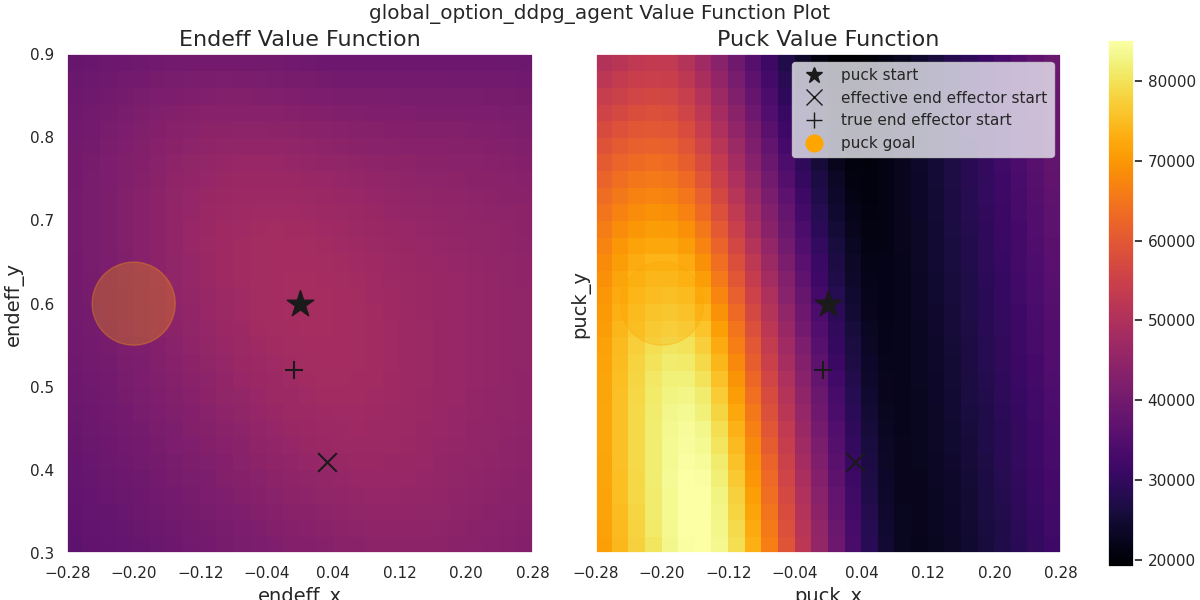 global_option_ddpg_agent Value Function Plot
Endeff Value Function
Puck Value Function
0.9
0.8
0.7
0.6
0.5
0.4
0.3
endeff_y
−0.28 −0.20 −0.12 −0.04 0.04 0.12 0.20 0.28
endeff_x
puck start
effective end effector start
true end effector start
puck goal
puck_y
−0.28 −0.20 −0.12 −0.04 0.04 0.12 0.20 0.28
puck_x
80000
70000
60000
50000
40000
30000
20000